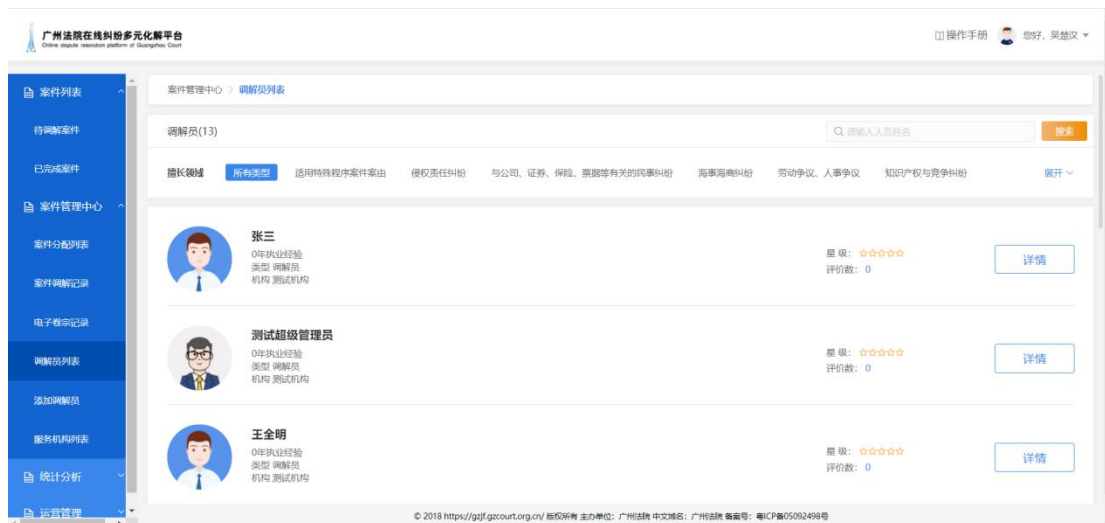 广州法院在线纠纷多元化解平台
Online dispute resolution platform of Guangzhou Court
操作手册
您好，吴楚汉
案件列表
待调解案件
已完成案件
案件管理中心
案件分配列表
案件调解记录
电子卷宗记录
调解员列表
添加调解员
服务机构列表
统计分析
运营管理
案件管理中心 > 调解员列表
调解员(13)
请输入人员姓名
搜索
擅长领域 所有类型 适用特殊程序案件案由 侵权责任纠纷 与公司、证券、保险、票据等有关的民事纠纷 海事海商纠纷 劳动争议、人事争议 知识产权与竞争纠纷 展开
张三
0年执业经验
类型 调解员
机构 测试机构
星 级：
评价数： 0
详情
测试超级管理员
0年执业经验
类型 调解员
机构 测试机构
星 级：
评价数： 0
详情
王全明
0年执业经验
类型 调解员
机构 测试机构
星 级：
评价数： 0
详情
© 2018 https://gzjf.gzcourt.org.cn/ 版权所有 主办单位：广州法院 中文域名：广州法院 备案号：粤ICP备05092498号